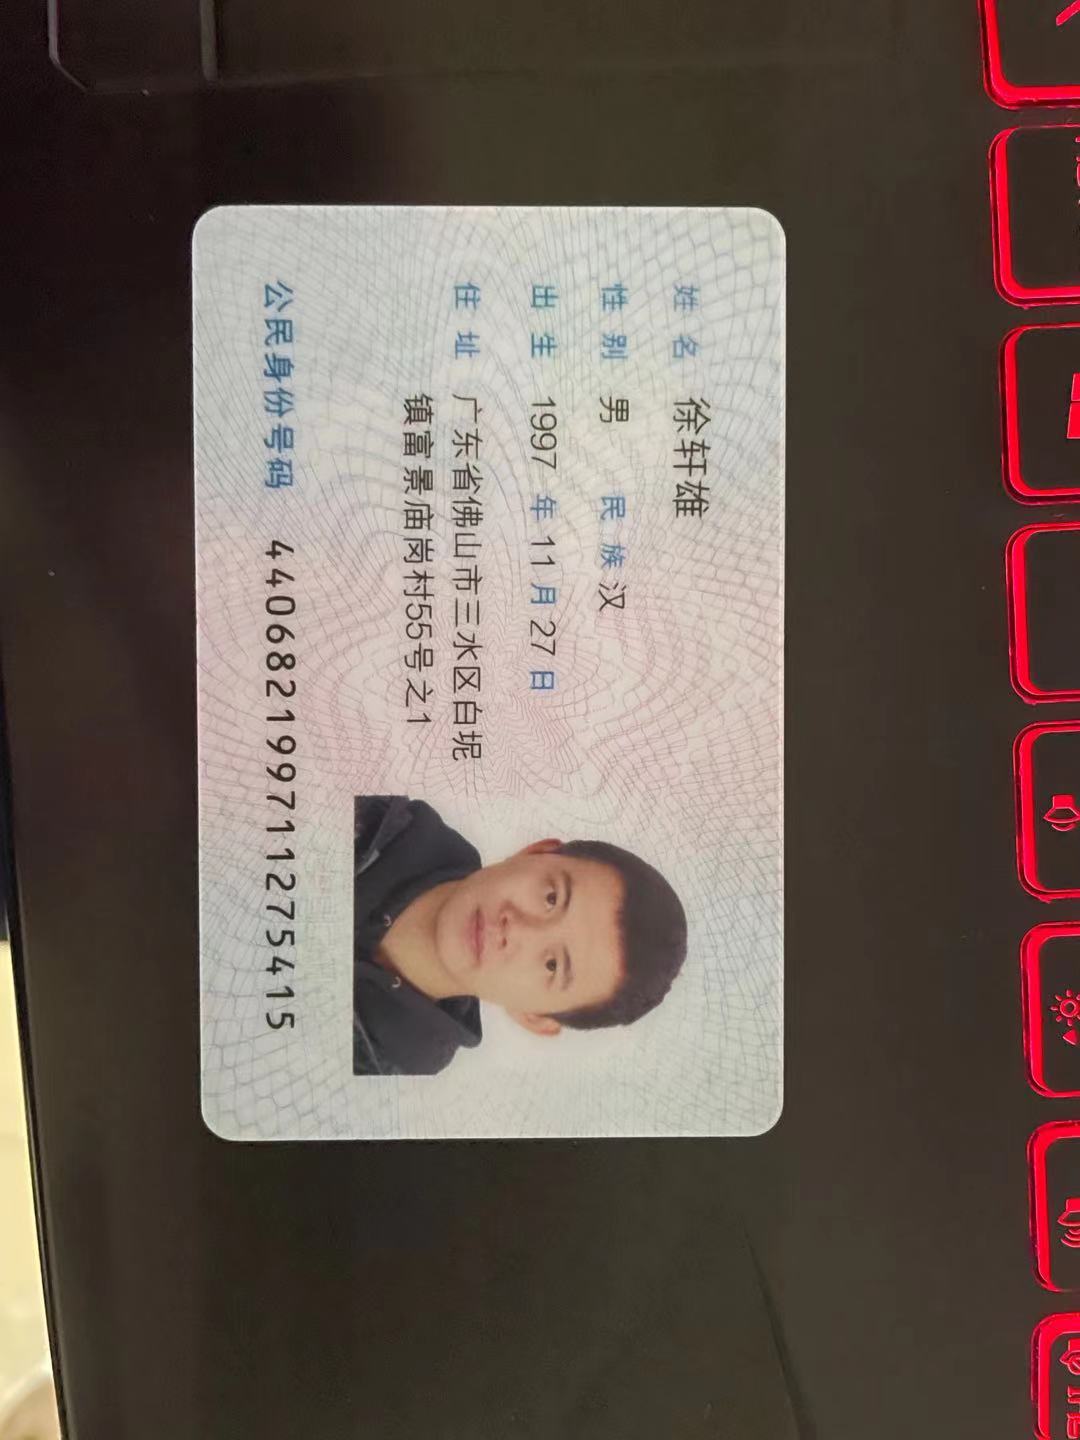 姓名 徐轩雄
性别 男 民族 汉
出生 1997 年 11 月 27 日
住址 广东省佛山市三水区白坭
镇富景庙岗村55号之1
公民身份号码 440682199711275415